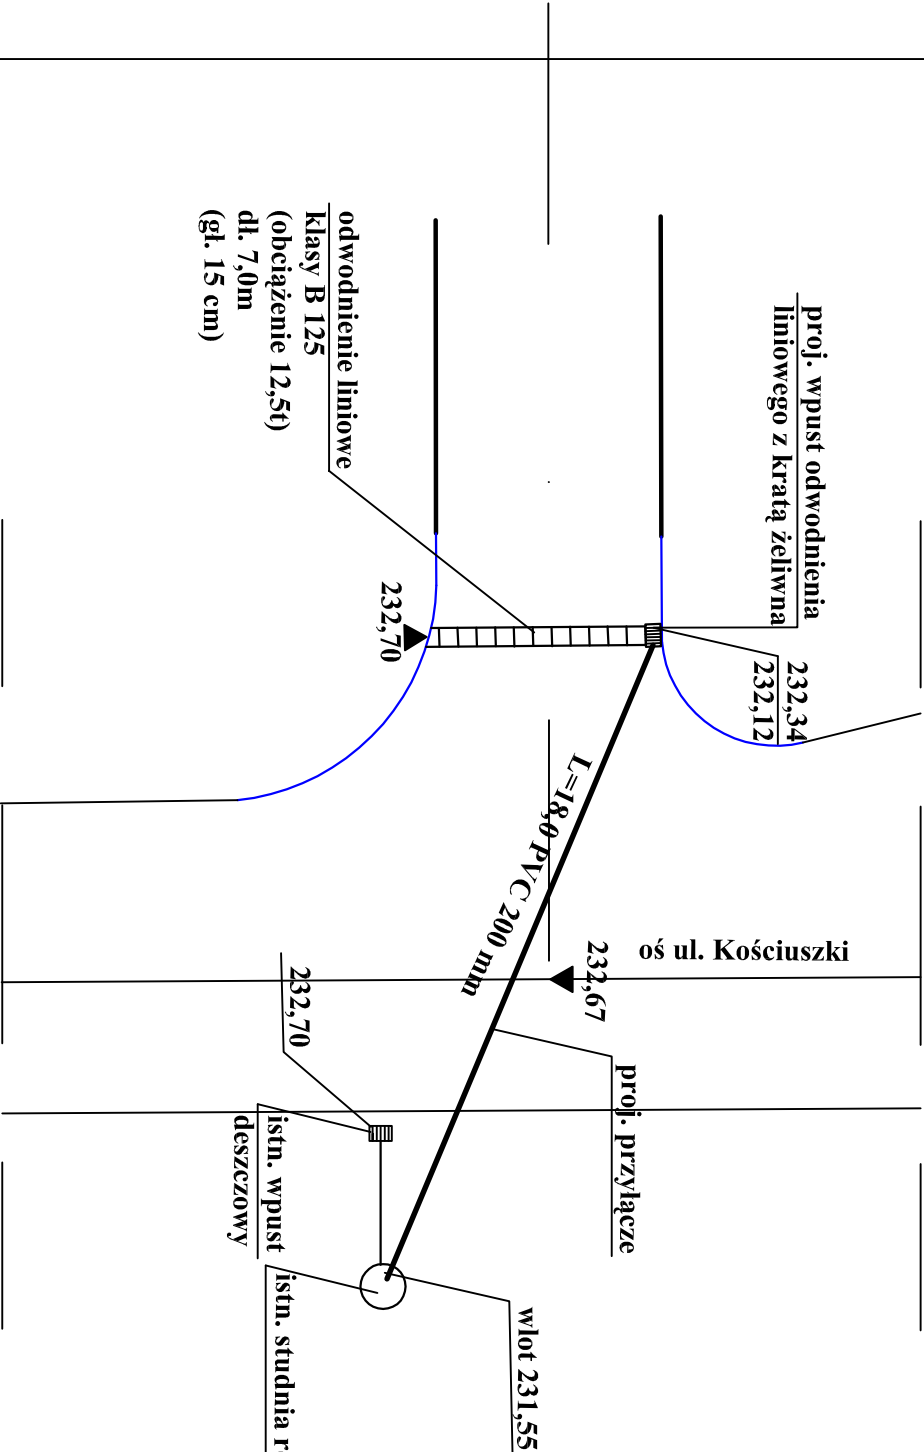 proj. wpust odwodnienia
liniowego z kratą żeliwna
odwodnienie liniowe
klasy B 125
(obciążenie 12,5t)
dł. 7,0m
(gł. 15 cm)
232,34
232,12
232,70
L=18,0 PVC 200 mm
oś ul. Kościuszki
232,67
232,70
proj. przyłącze
istn. wpust
deszczowy
wlot 231,55
istn. studnia